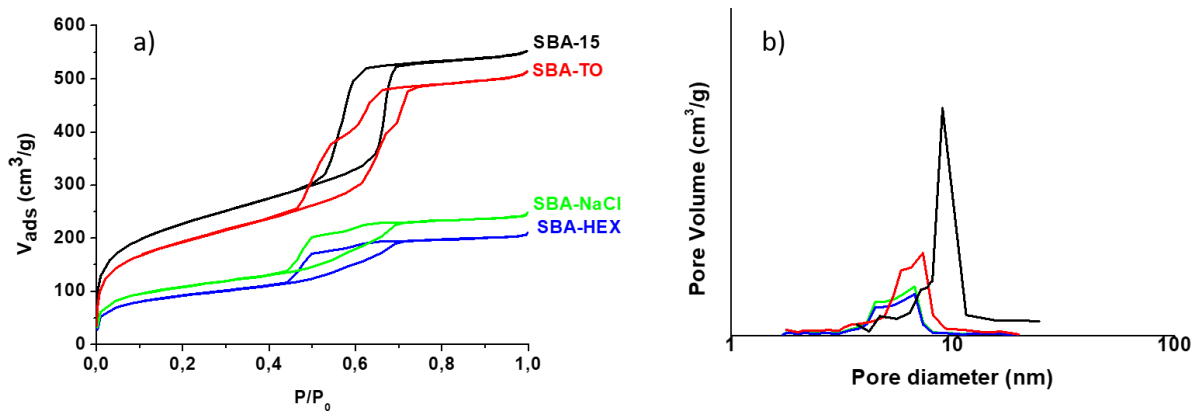 a)
V_ads (cm³/g)
600
500
400
300
200
100
0
SBA-15
SBA-TO
SBA-NaCl
SBA-HEX
0,0 0,2 0,4 0,6 0,8 1,0
P/P₀
b)
Pore Volume (cm³/g)
1 10 100
Pore diameter (nm)